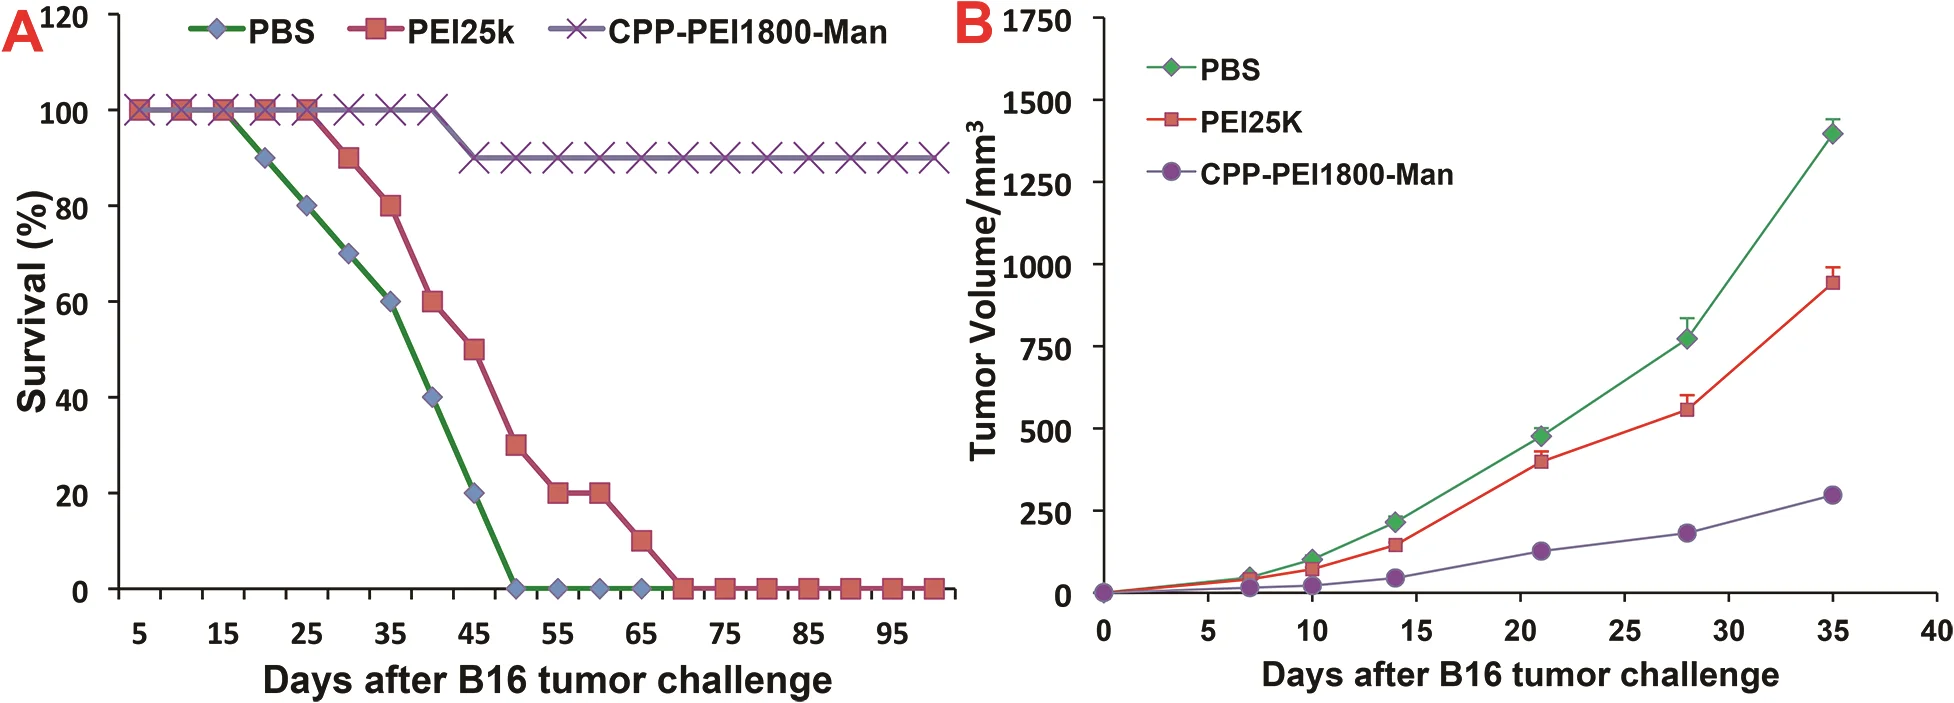 A
PBS PEI25k CPP-PEI1800-Man
120
100
80
60
40
20
0
Survival (%)
5 15 25 35 45 55 65 75 85 95
Days after B16 tumor challenge
B
PBS
PEI25K
CPP-PEI1800-Man
1750
1500
1250
1000
750
500
250
0
Tumor Volume/mm³
0 5 10 15 20 25 30 35 40
Days after B16 tumor challenge